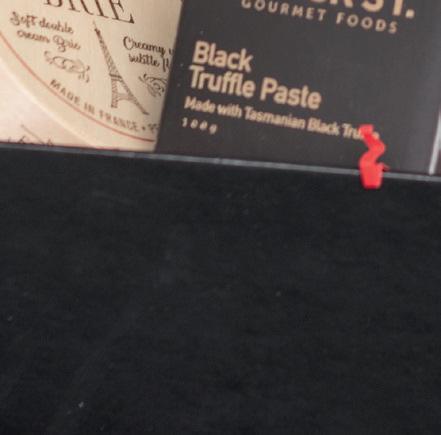 BRIE
Soft double
cream Brie
Creamy
subtle
MADE IN FRANCE
ST.
GOURMET FOODS
Black
Truffle Paste
Made with Tasmanian Black
100g